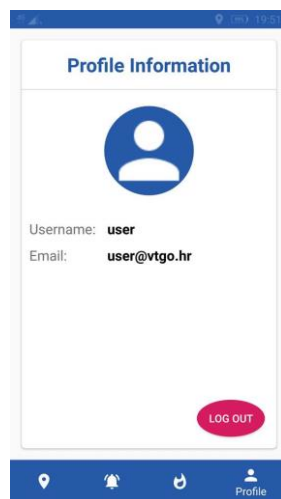 19:51
Profile Information
Username: user
Email: user@vtgo.hr
LOG OUT
Profile